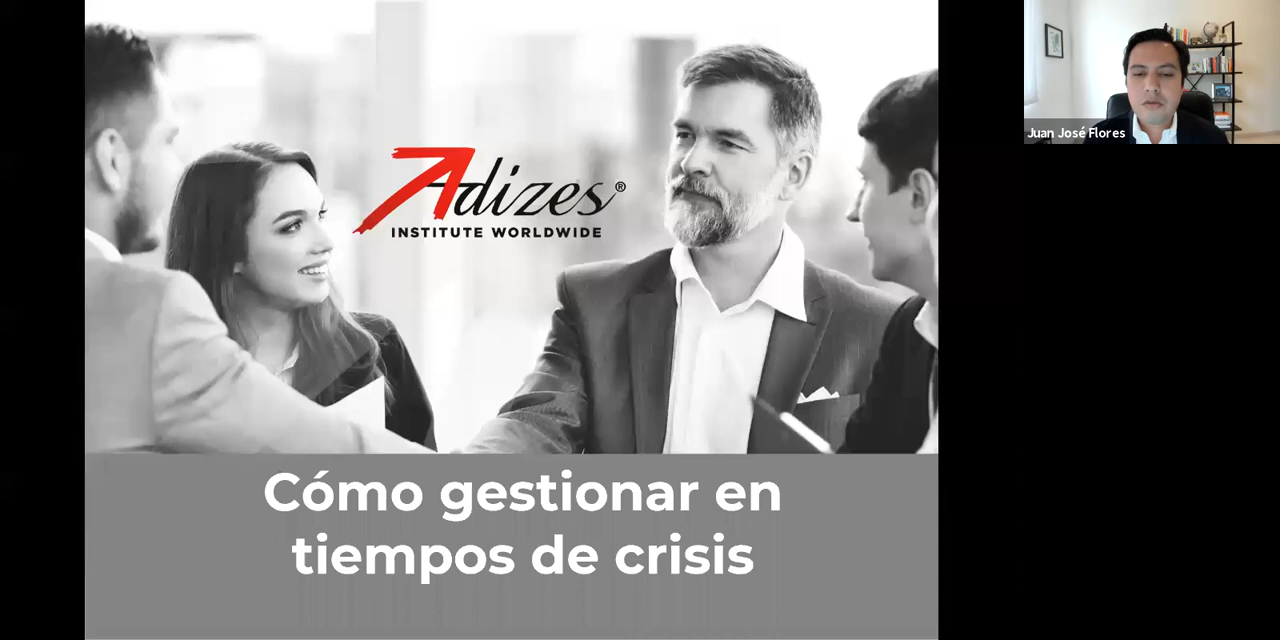 Adizes®
INSTITUTE WORLDWIDE
Cómo gestionar en
tiempos de crisis
Juan José Flores